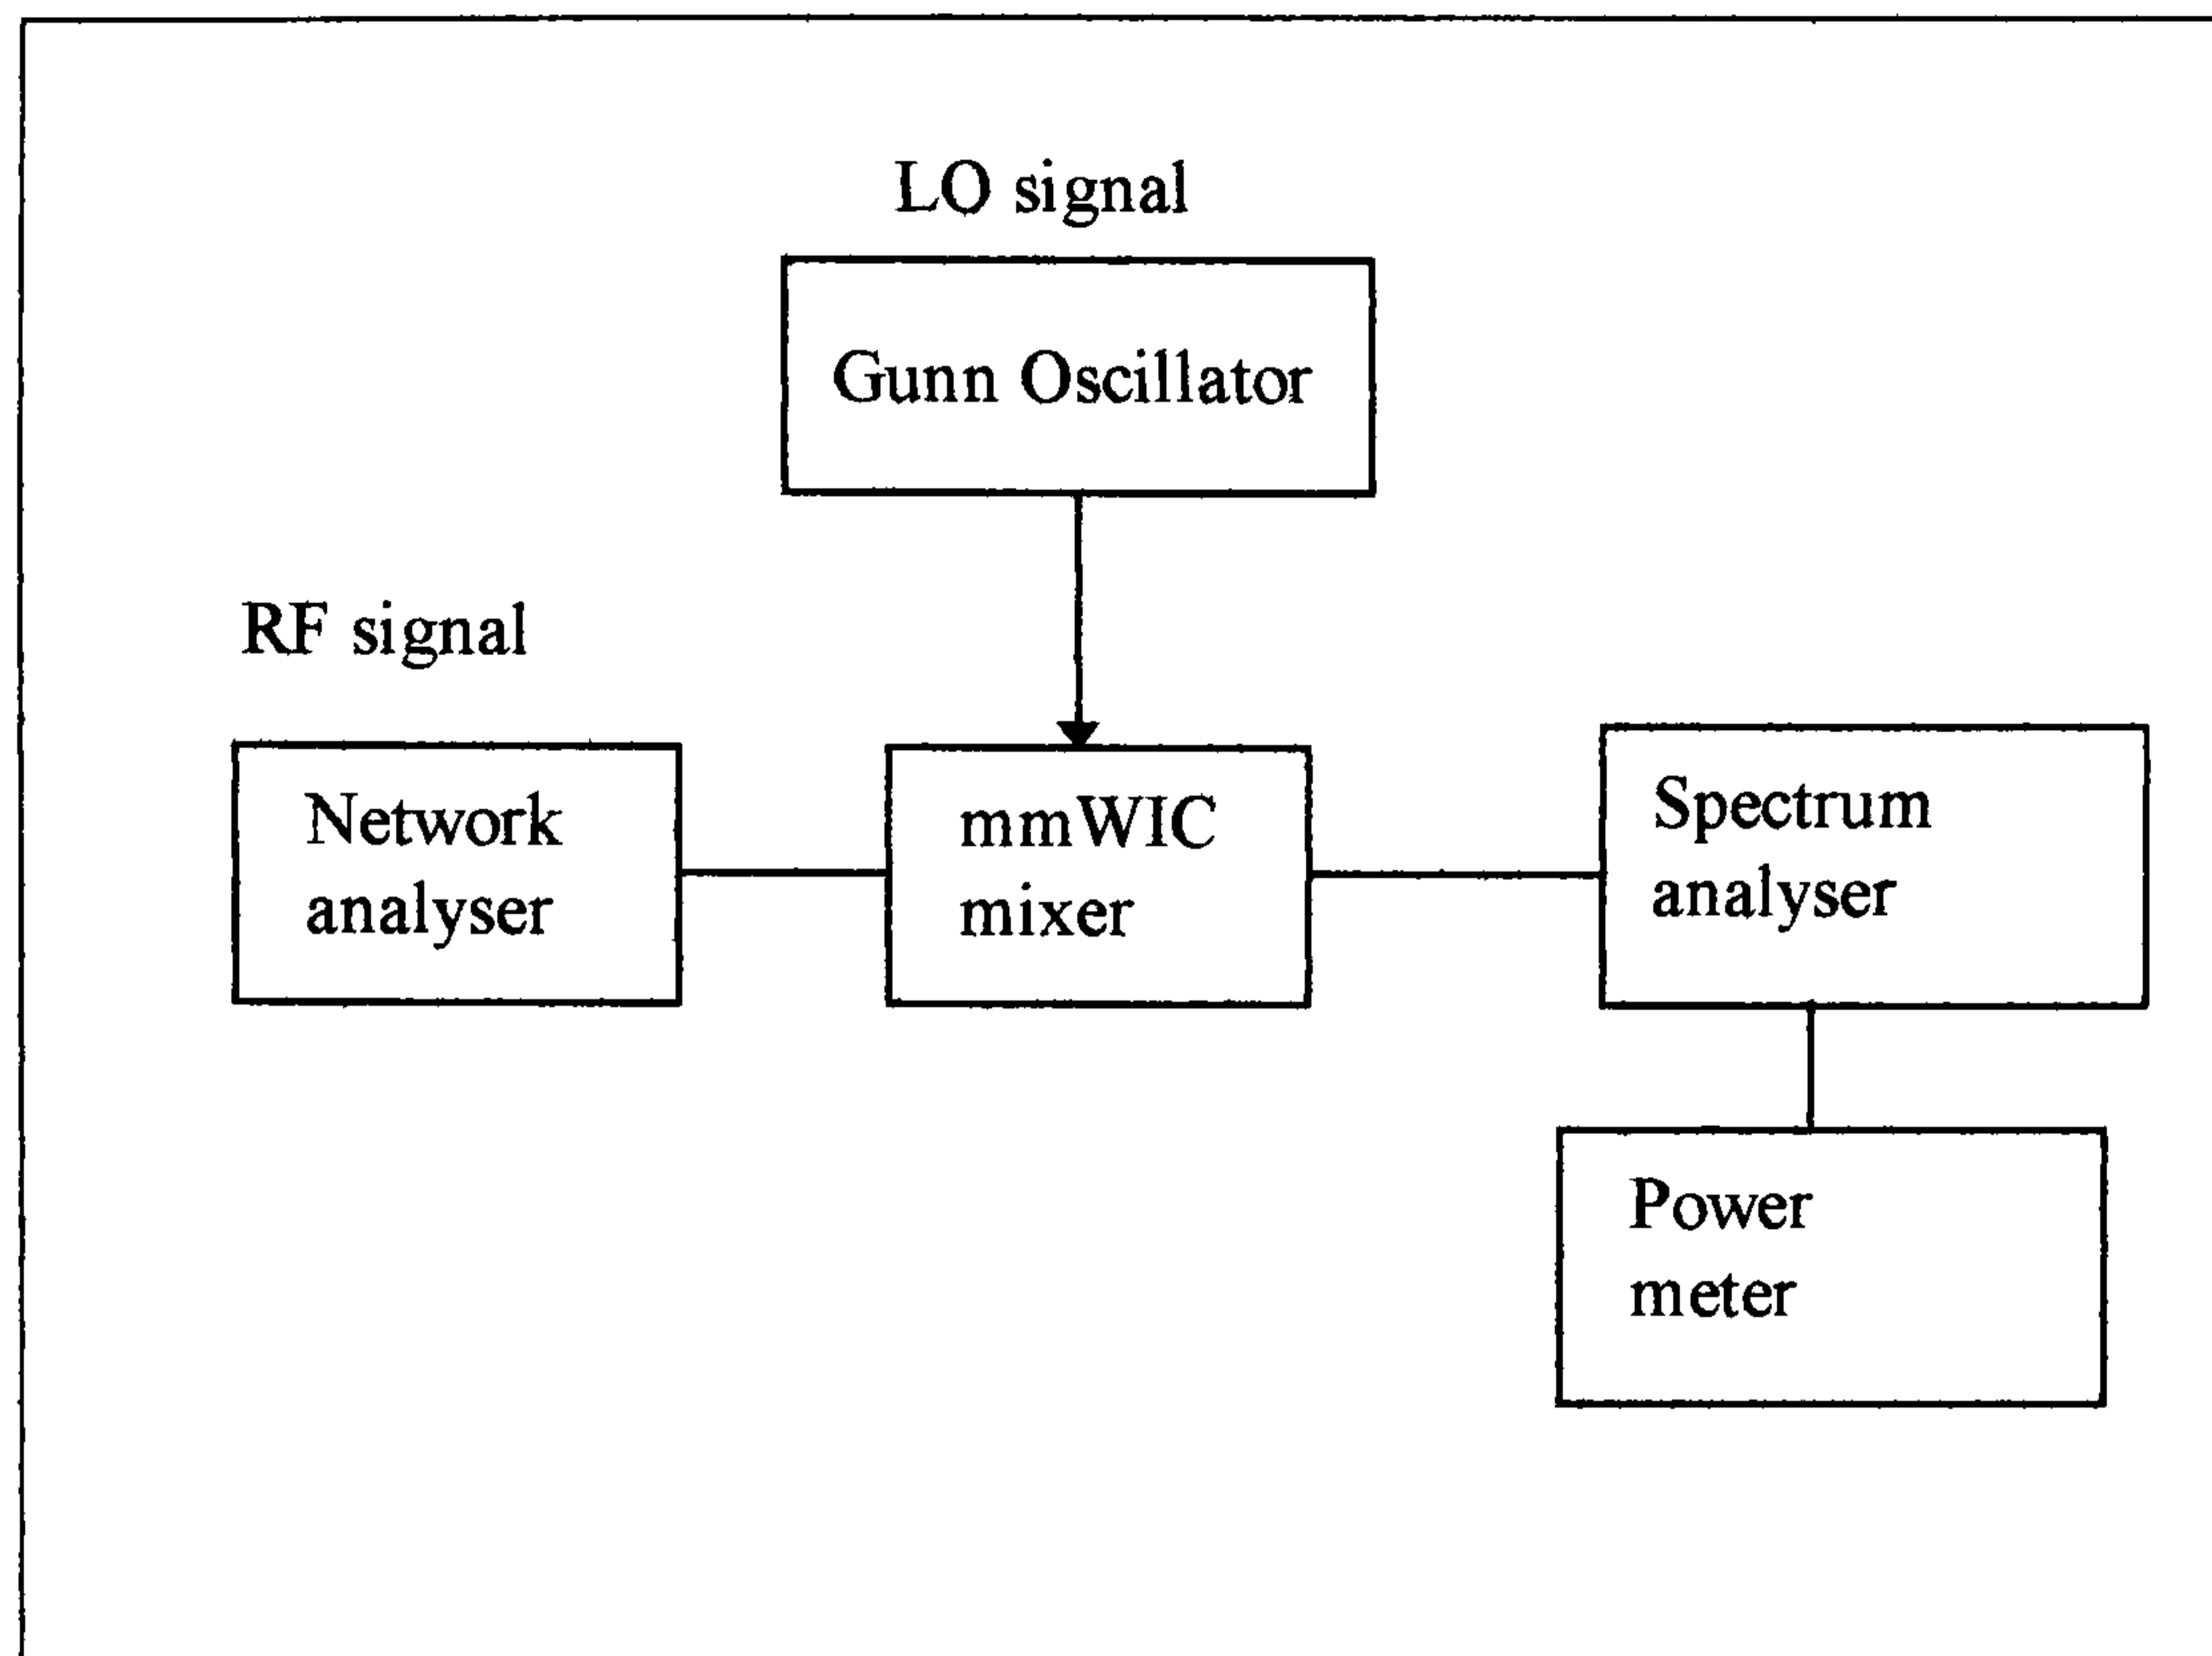 LO signal
Gunn Oscillator
RF signal
Network
analyser
mmWIC
mixer
Spectrum
analyser
Power
meter